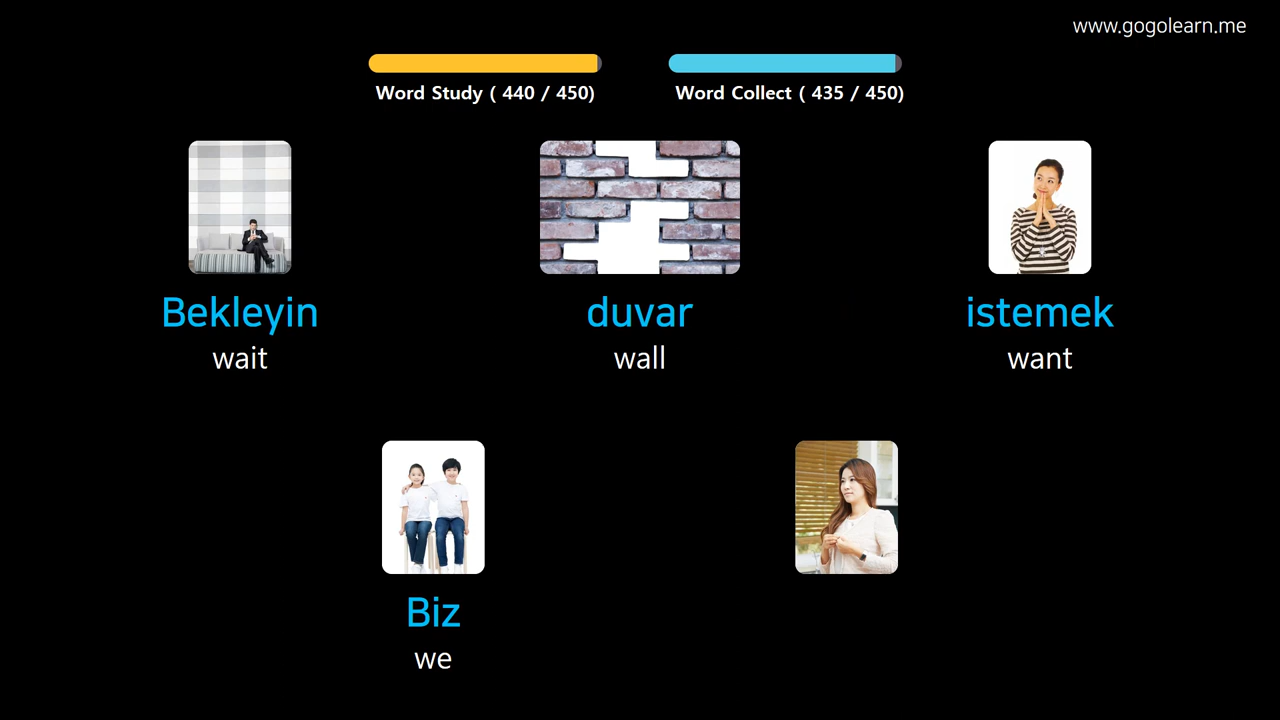 www.gogolearn.me
Word Study ( 440 / 450)
Word Collect ( 435 / 450)
Bekleyin
wait
duvar
wall
istemek
want
Biz
we